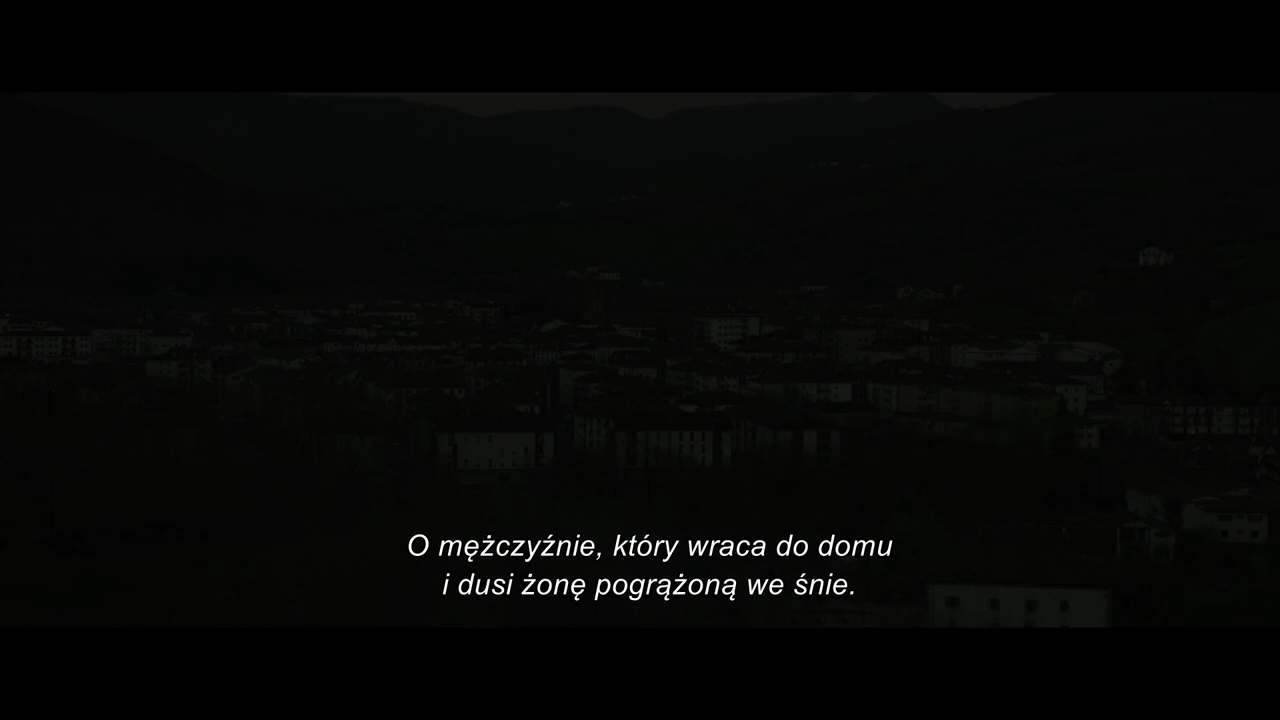 O mężczyźnie, który wraca do domu
i dusi żonę pogrążoną we śnie.